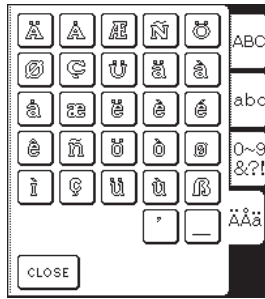 Ä Å Æ Ñ Ö
Ø Ç Ü ä à
å æ ë è é
ê ñ ö ò ø
ì ç ü ù ß
' _
CLOSE
ABC
abc
0~9
&?!
ÄÅä